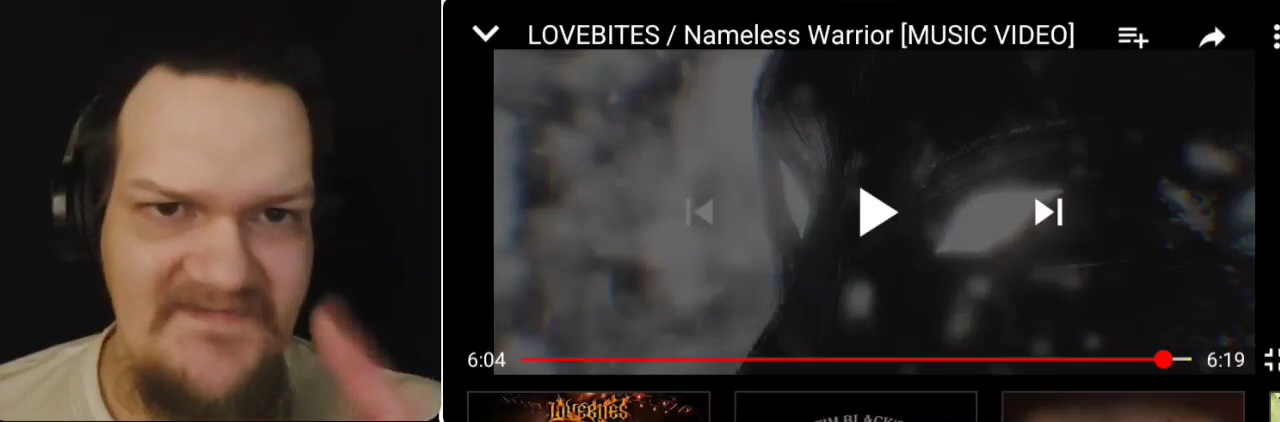 LOVEBITES / Nameless Warrior [MUSIC VIDEO]
6:04
6:19
LOVEBITES